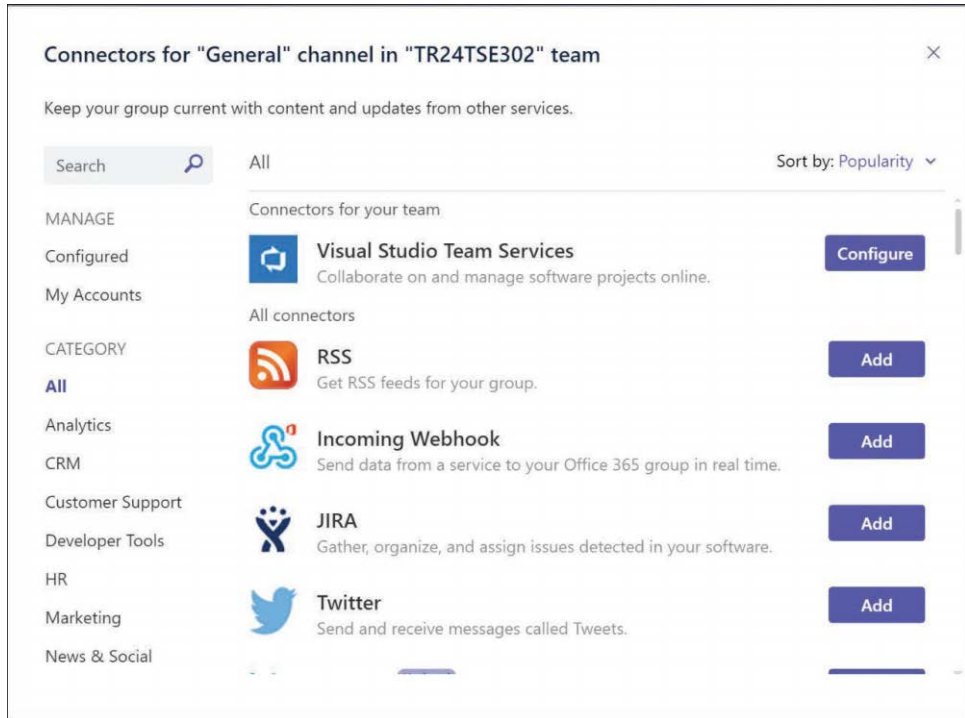 Connectors for "General" channel in "TR24TSE302" team
Keep your group current with content and updates from other services.
Search
All
Sort by: Popularity
MANAGE
Configured
My Accounts
CATEGORY
All
Analytics
CRM
Customer Support
Developer Tools
HR
Marketing
News & Social
Connectors for your team
Visual Studio Team Services
Collaborate on and manage software projects online.
Configure
All connectors
RSS
Get RSS feeds for your group.
Add
Incoming Webhook
Send data from a service to your Office 365 group in real time.
Add
JIRA
Gather, organize, and assign issues detected in your software.
Add
Twitter
Send and receive messages called Tweets.
Add